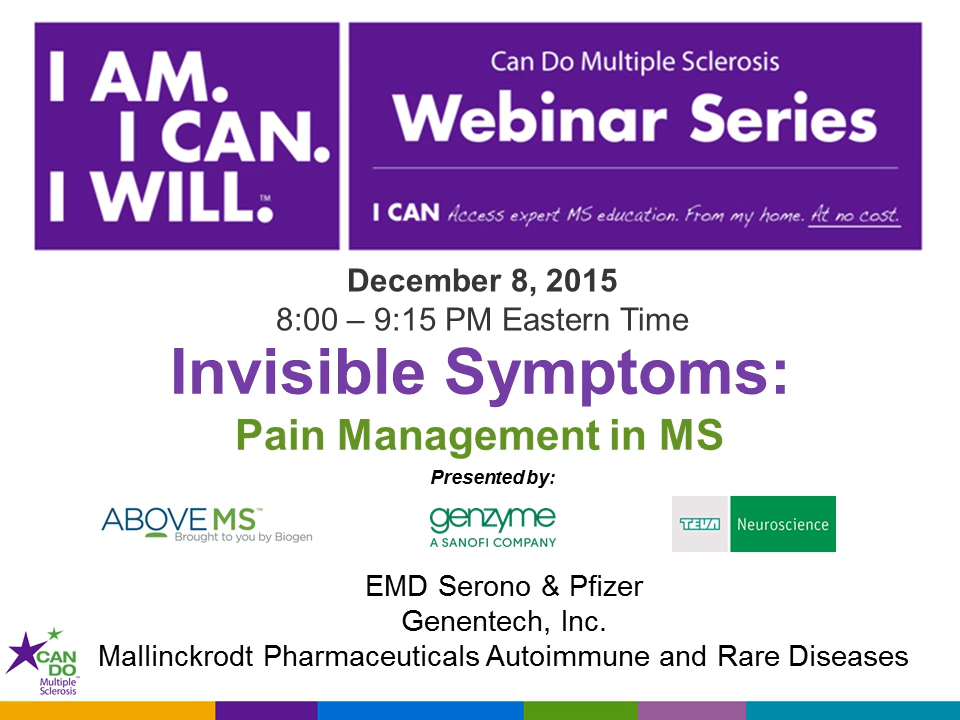 I AM.
I CAN.
I WILL.™
Can Do Multiple Sclerosis
Webinar Series
I CAN Access expert MS education. From my home. At no cost.
December 8, 2015
8:00 – 9:15 PM Eastern Time
Invisible Symptoms:
Pain Management in MS
Presented by:
ABOVE MS™
Brought to you by Biogen
genzyme
A SANOFI COMPANY
TEVA Neuroscience
EMD Serono & Pfizer
Genentech, Inc.
Mallinckrodt Pharmaceuticals Autoimmune and Rare Diseases
CAN
DO™
Multiple
Sclerosis